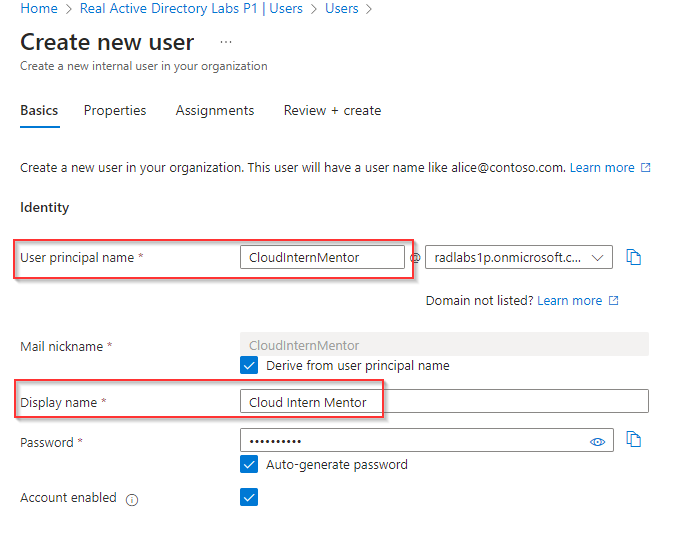 Home > Real Active Directory Labs P1 | Users > Users >
Create new user ...
Create a new internal user in your organization
Basics Properties Assignments Review + create
Create a new user in your organization. This user will have a user name like alice@contoso.com. Learn more
Identity
User principal name * CloudInternMentor @ radlabs1p.onmicrosoft.c...
Domain not listed? Learn more
Mail nickname * CloudInternMentor
Derive from user principal name
Display name * Cloud Intern Mentor
Password * ••••••••••
Auto-generate password
Account enabled